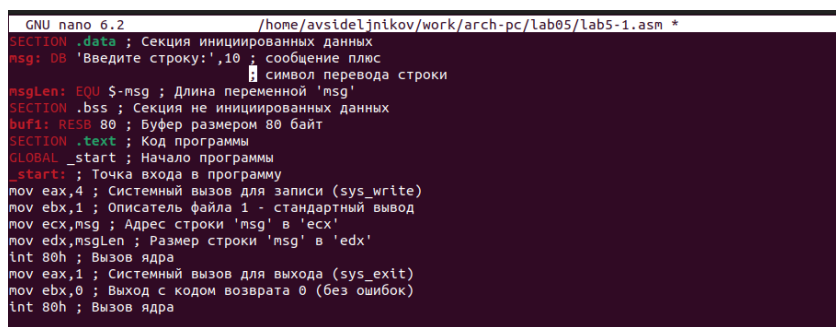 GNU nano 6.2 /home/avsideljnikov/work/arch-pc/lab05/lab5-1.asm *
SECTION .data ; Секция инициированных данных
msg: DB 'Введите строку:',10 ; сообщение плюс
; символ перевода строки
msgLen: EQU $-msg ; Длина переменной 'msg'
SECTION .bss ; Секция не инициированных данных
buf1: RESB 80 ; Буфер размером 80 байт
SECTION .text ; Код программы
GLOBAL _start ; Начало программы
_start: ; Точка входа в программу
mov eax,4 ; Системный вызов для записи (sys_write)
mov ebx,1 ; Описатель файла 1 - стандартный вывод
mov ecx,msg ; Адрес строки 'msg' в 'ecx'
mov edx,msgLen ; Размер строки 'msg' в 'edx'
int 80h ; Вызов ядра
mov eax,1 ; Системный вызов для выхода (sys_exit)
mov ebx,0 ; Выход с кодом возврата 0 (без ошибок)
int 80h ; Вызов ядра